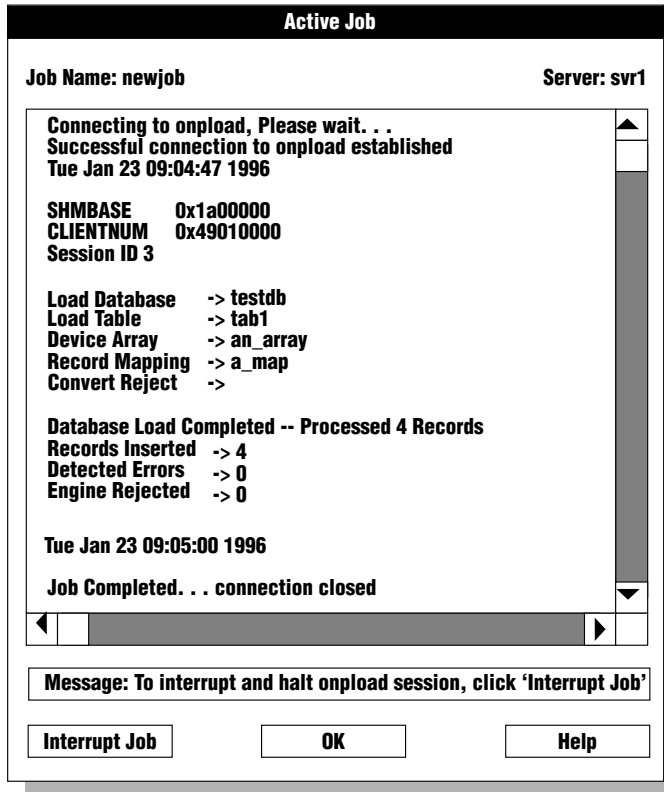 Active Job
Job Name: newjob Server: svr1
Connecting to onpload, Please wait. . .
Successful connection to onpload established
Tue Jan 23 09:04:47 1996
SHMBASE 0x1a00000
CLIENTNUM 0x49010000
Session ID 3
Load Database -> testdb
Load Table -> tab1
Device Array -> an_array
Record Mapping -> a_map
Convert Reject ->
Database Load Completed -- Processed 4 Records
Records Inserted -> 4
Detected Errors -> 0
Engine Rejected -> 0
Tue Jan 23 09:05:00 1996
Job Completed. . . connection closed
Message: To interrupt and halt onpload session, click ‘Interrupt Job’
Interrupt Job OK Help